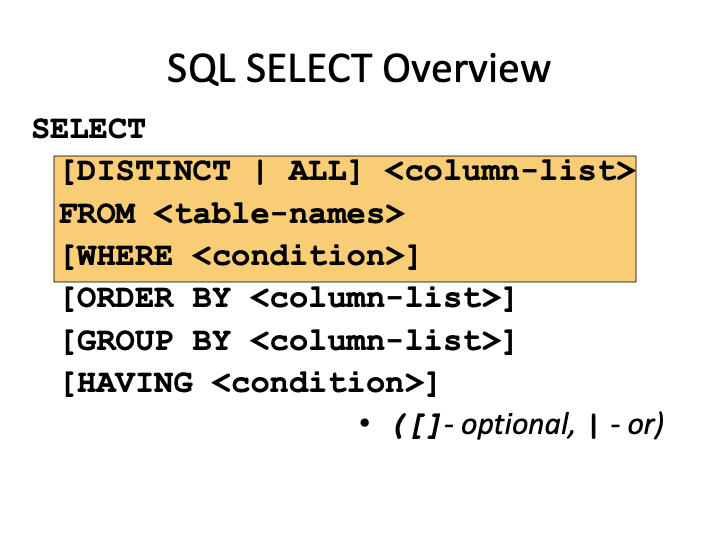 SQL SELECT Overview
SELECT
[DISTINCT | ALL] <column-list>
FROM <table-names>
[WHERE <condition>]
[ORDER BY <column-list>]
[GROUP BY <column-list>]
[HAVING <condition>]
• ([]- optional, | - or)